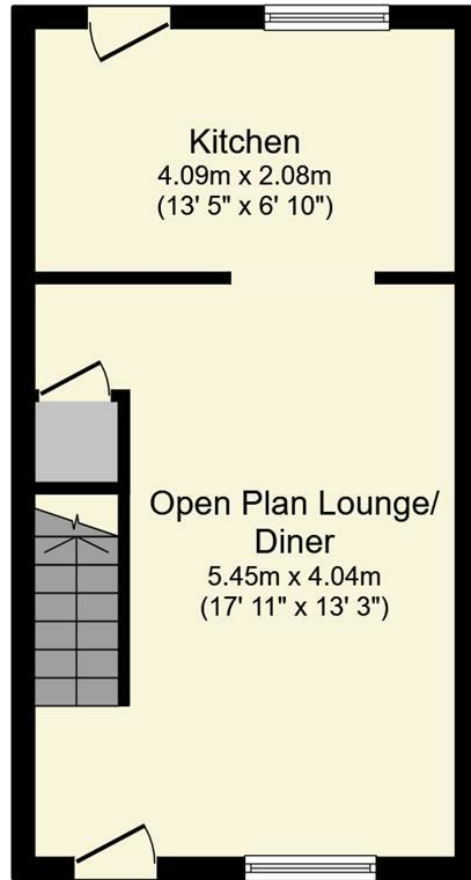 Kitchen
4.09m x 2.08m
(13' 5" x 6' 10")
Open Plan Lounge/
Diner
5.45m x 4.04m
(17' 11" x 13' 3")